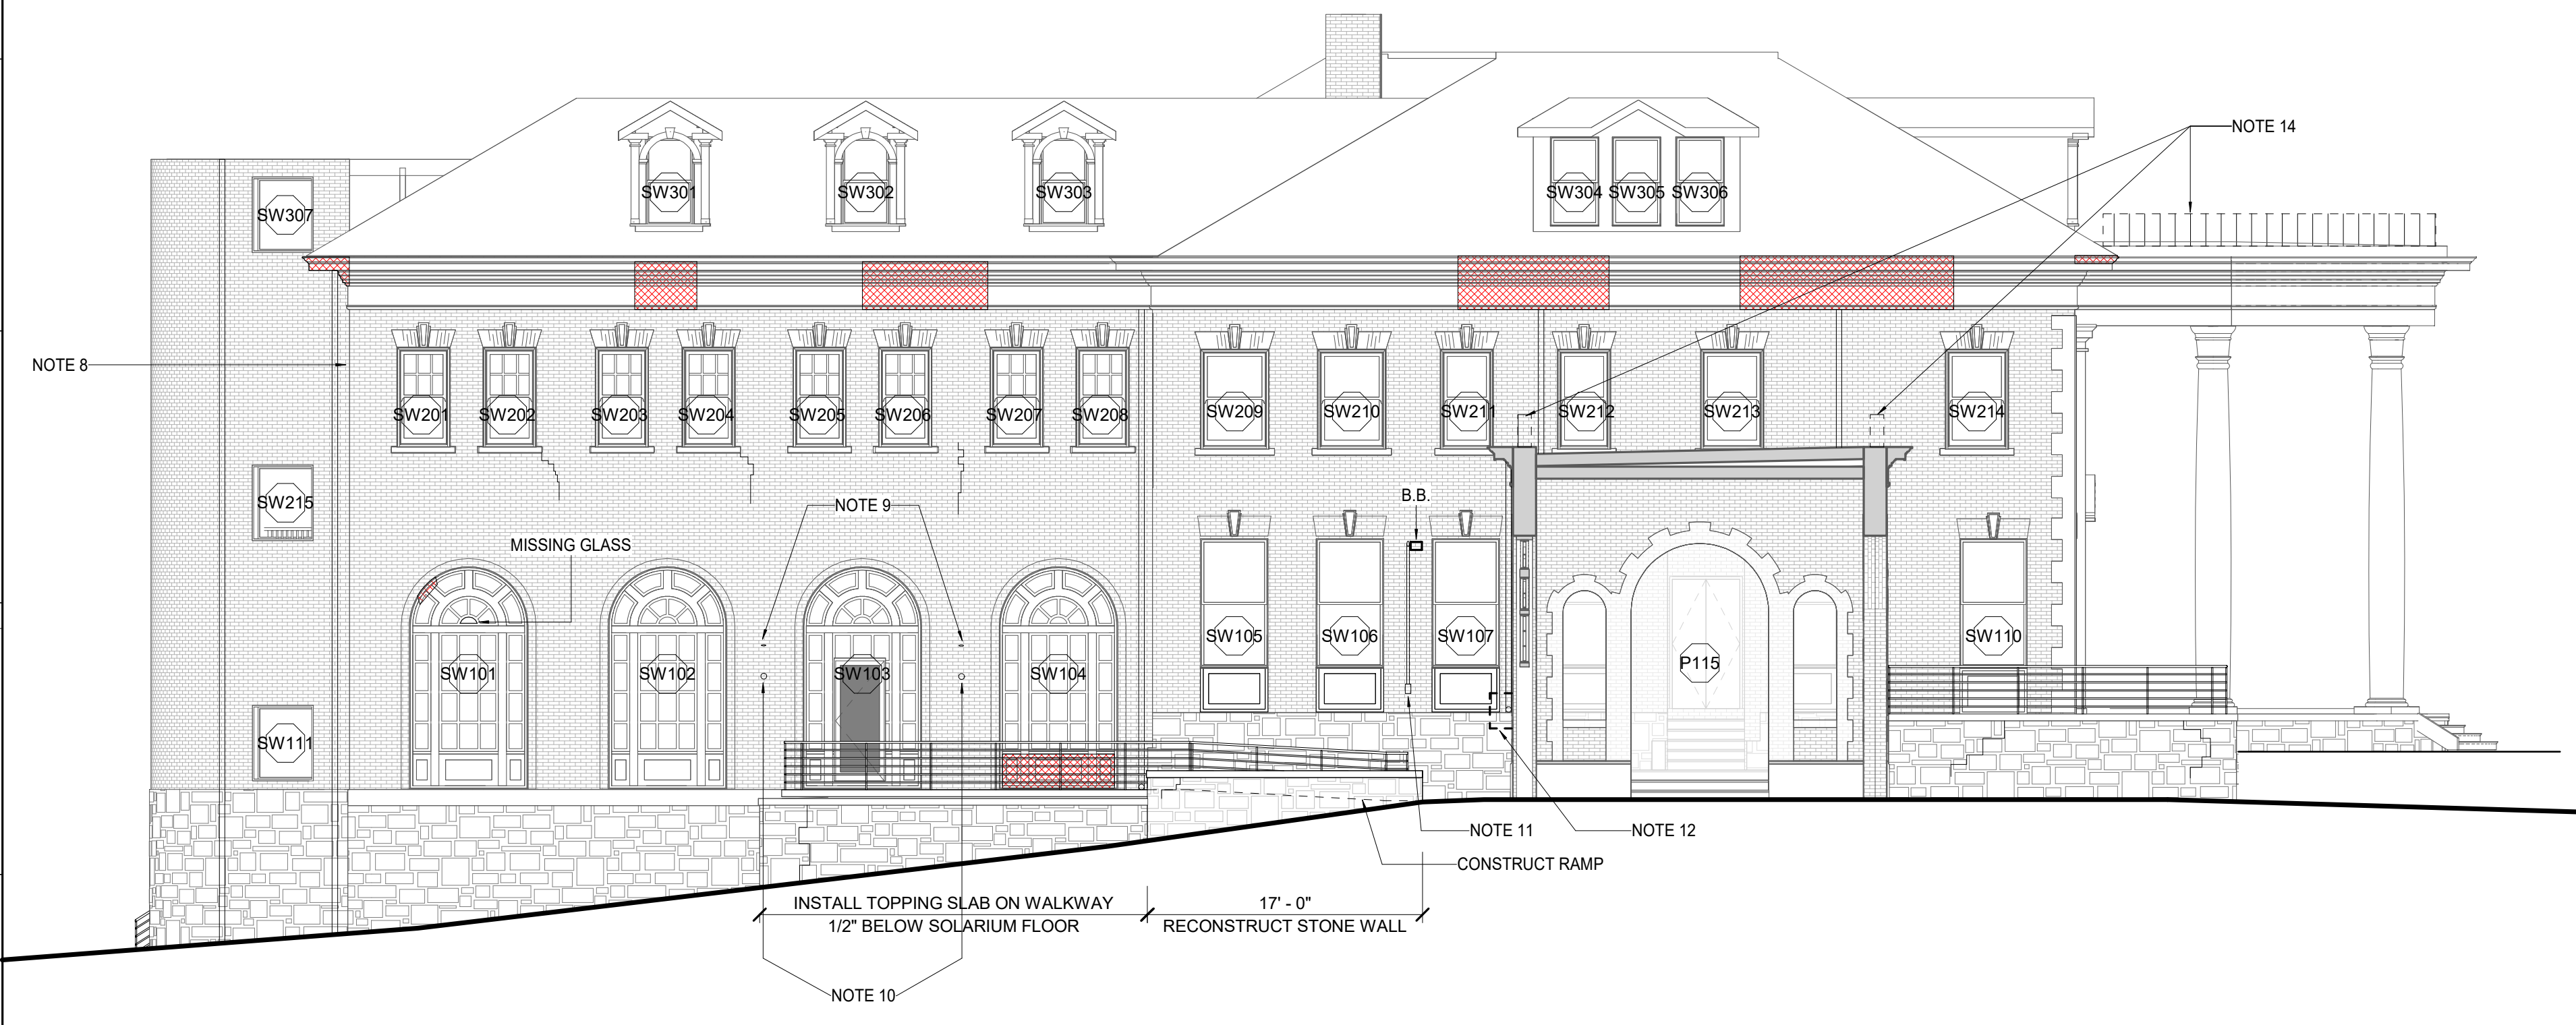 NOTE 14
SW301
SW302
SW303
SW304
SW305
SW306
SW307
NOTE 8
SW201
SW202
SW203
SW204
SW205
SW206
SW207
SW208
SW209
SW210
SW211
SW212
SW213
SW214
SW215
NOTE 9
B.B.
MISSING GLASS
SW101
SW102
SW103
SW104
SW105
SW106
SW107
P115
SW110
SW111
NOTE 11
NOTE 12
CONSTRUCT RAMP
INSTALL TOPPING SLAB ON WALKWAY
1/2" BELOW SOLARIUM FLOOR
17' - 0"
RECONSTRUCT STONE WALL
NOTE 10